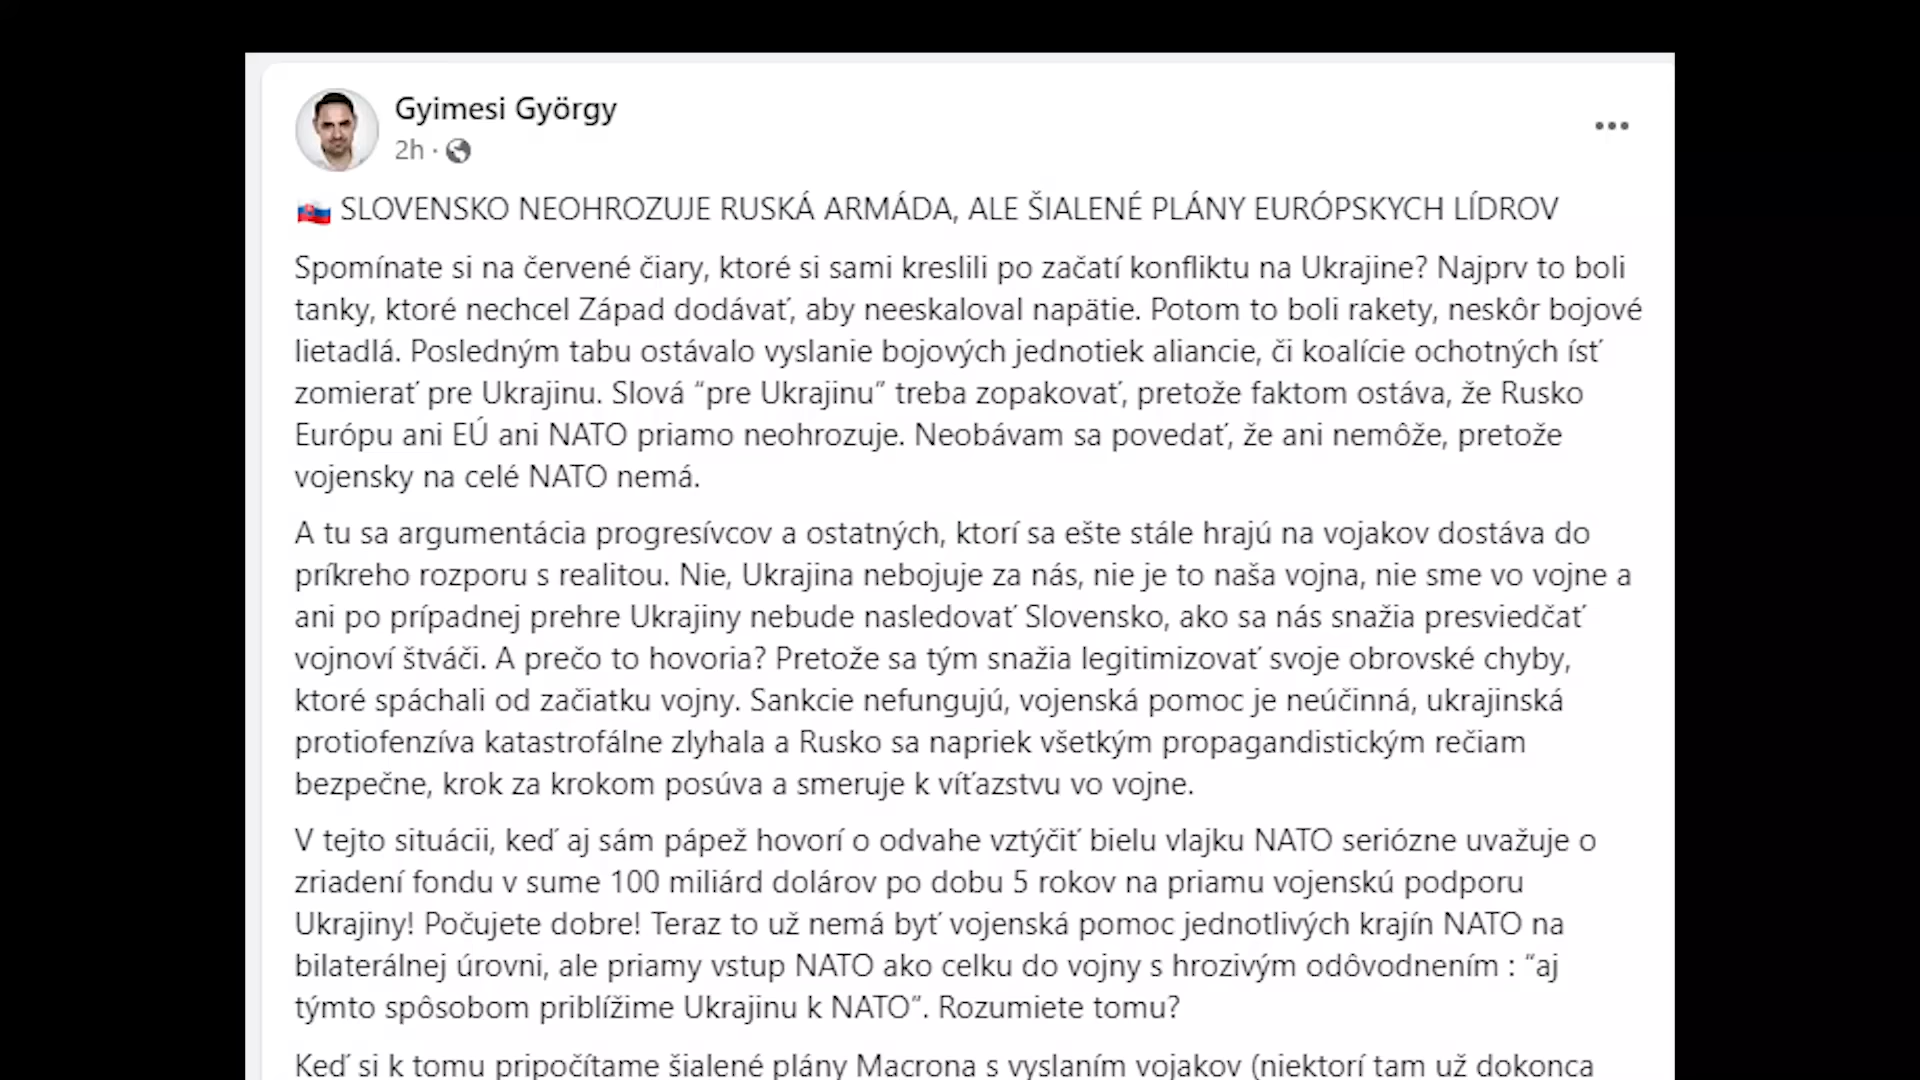 Gyimesi György
2h ·
SLOVENSKO NEOHROZUJE RUSKÁ ARMÁDA, ALE ŠIALENÉ PLÁNY EURÓPSKYCH LÍDROV
Spomínate si na červené čiary, ktoré si sami kreslili po začatí konfliktu na Ukrajine? Najprv to boli
tanky, ktoré nechcel Západ dodávať, aby neeskaloval napätie. Potom to boli rakety, neskôr bojové
lietadlá. Posledným tabu ostávalo vyslanie bojových jednotiek aliancie, či koalície ochotných ísť
zomierať pre Ukrajinu. Slová “pre Ukrajinu” treba zopakovať, pretože faktom ostáva, že Rusko
Európu ani EÚ ani NATO priamo neohrozuje. Neobávam sa povedať, že ani nemôže, pretože
vojensky na celé NATO nemá.
A tu sa argumentácia progresívcov a ostatných, ktorí sa ešte stále hrajú na vojakov dostáva do
príkreho rozporu s realitou. Nie, Ukrajina nebojuje za nás, nie je to naša vojna, nie sme vo vojne a
ani po prípadnej prehre Ukrajiny nebude nasledovať Slovensko, ako sa nás snažia presviedčať
vojnoví štváči. A prečo to hovoria? Pretože sa tým snažia legitimizovať svoje obrovské chyby,
ktoré spáchali od začiatku vojny. Sankcie nefungujú, vojenská pomoc je neúčinná, ukrajinská
protiofenzíva katastrofálne zlyhala a Rusko sa napriek všetkým propagandistickým rečiam
bezpečne, krok za krokom posúva a smeruje k víťazstvu vo vojne.
V tejto situácii, keď aj sám pápež hovorí o odvahe vztýčiť bielu vlajku NATO seriózne uvažuje o
zriadení fondu v sume 100 miliárd dolárov po dobu 5 rokov na priamu vojenskú podporu
Ukrajiny! Počujete dobre! Teraz to už nemá byť vojenská pomoc jednotlivých krajín NATO na
bilaterálnej úrovni, ale priamy vstup NATO ako celku do vojny s hrozivým odôvodnením : “aj
týmto spôsobom priblížime Ukrajinu k NATO”. Rozumiete tomu?
Keď si k tomu pripočítame šialené plány Macrona s vyslaním vojakov (niektorí tam už dokonca